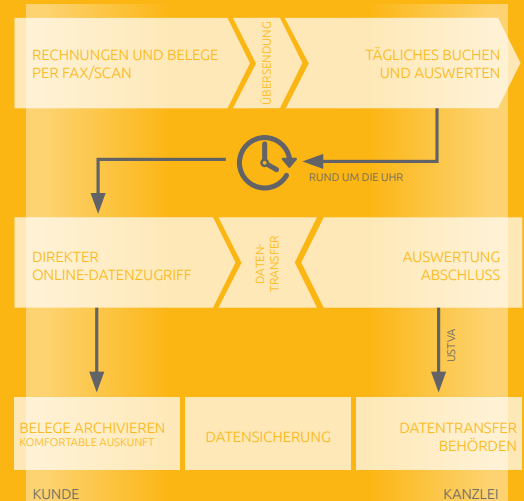 RECHNUNGEN UND BELEGE
PER FAX/SCAN
ÜBERSENDUNG
TÄGLICHES BUCHEN
UND AUSWERTEN
RUND UM DIE UHR
DIREKTER
ONLINE-DATENZUGRIFF
DATEN-
TRANSFER
AUSWERTUNG
ABSCHLUSS
USTVA
BELEGE ARCHIVIEREN
KOMFORTABLE AUSKUNFT
DATENSICHERUNG
DATENTRANSFER
BEHÖRDEN
KUNDE
KANZLEI